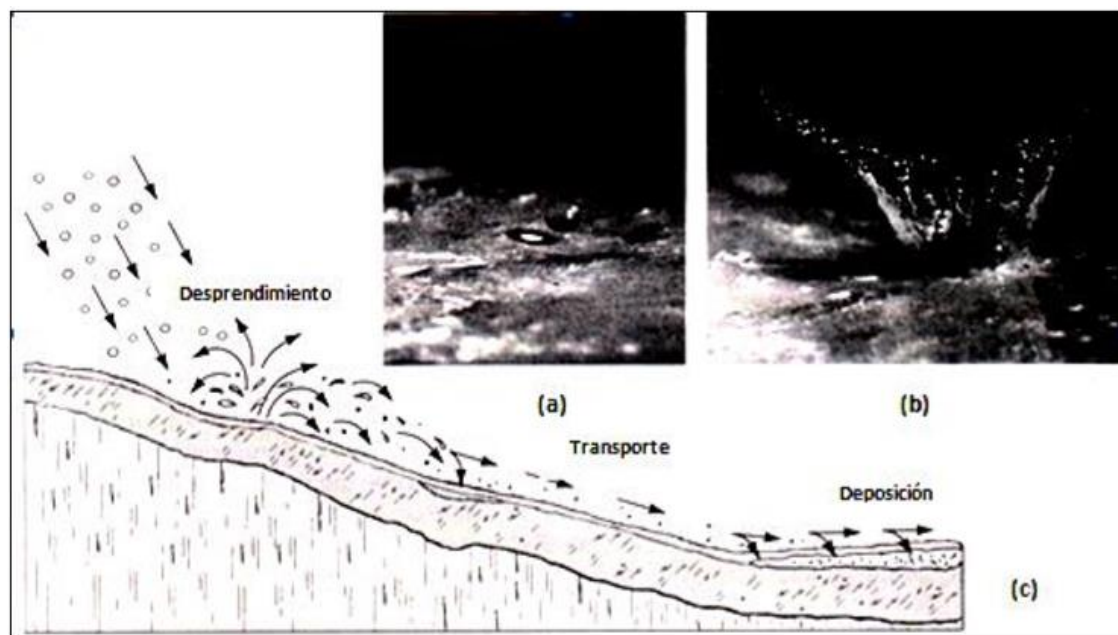 Desprendimiento
(a)
(b)
Transporte
Deposición
(c)